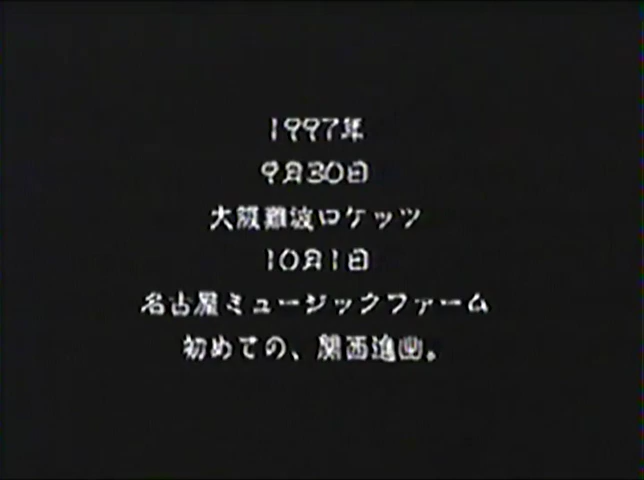 1997年
9月30日
大阪難波ロケッツ
10月1日
名古屋ミュージックファーム
初めての、関西進出。